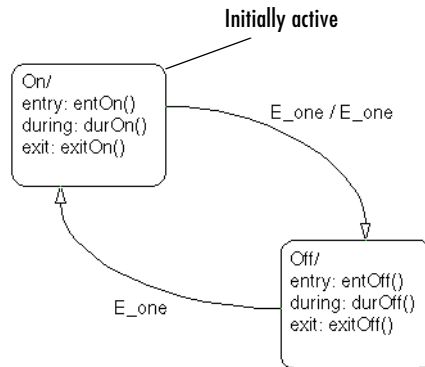 Initially active
On/
entry: entOn()
during: durOn()
exit: exitOn()
E_one / E_one
Off/
entry: entOff()
during: durOff()
exit: exitOff()
E_one